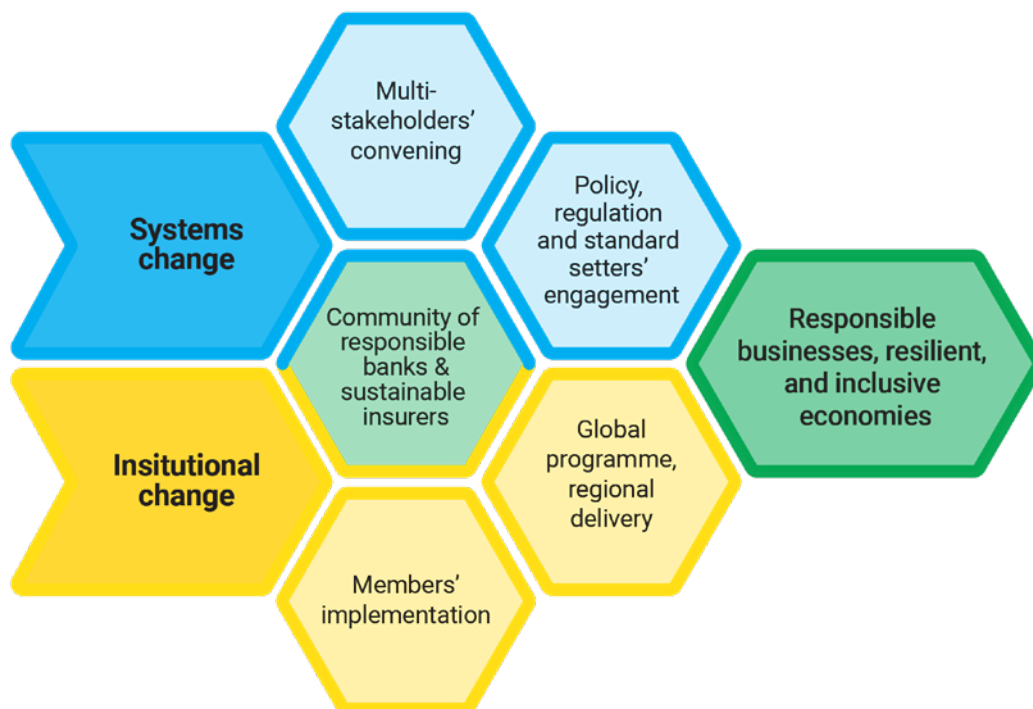 Multi-
stakeholders’
convening
Systems
change
Policy,
regulation
and standard
setters’
engagement
Community of
responsible
banks &
sustainable
insurers
Responsible
businesses, resilient,
and inclusive
economies
Insitutional
change
Global
programme,
regional
delivery
Members’
implementation